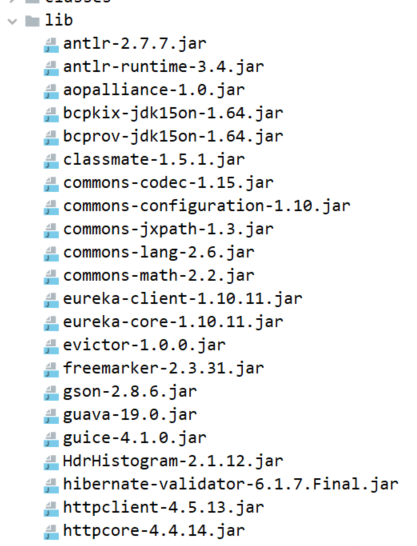 classes
lib
antlr-2.7.7.jar
antlr-runtime-3.4.jar
aopalliance-1.0.jar
bcpkix-jdk15on-1.64.jar
bcprov-jdk15on-1.64.jar
classmate-1.5.1.jar
commons-codec-1.15.jar
commons-configuration-1.10.jar
commons-jxpath-1.3.jar
commons-lang-2.6.jar
commons-math-2.2.jar
eureka-client-1.10.11.jar
eureka-core-1.10.11.jar
evictor-1.0.0.jar
freemarker-2.3.31.jar
gson-2.8.6.jar
guava-19.0.jar
guice-4.1.0.jar
HdrHistogram-2.1.12.jar
hibernate-validator-6.1.7.Final.jar
httpclient-4.5.13.jar
httpcore-4.4.14.jar